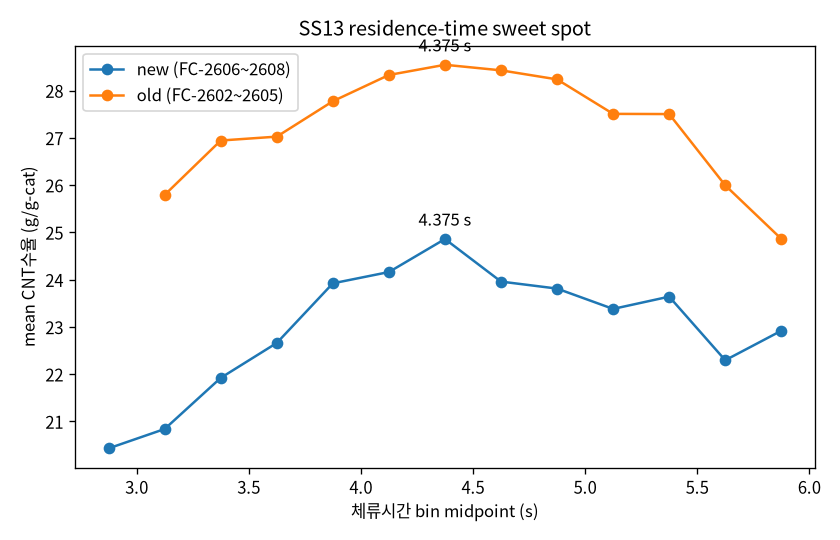 SS13 residence-time sweet spot
4.375 s
new (FC-2606~2608)
old (FC-2602~2605)
4.375 s
mean CNT수율 (g/g-cat)
28
27
26
25
24
23
22
21
3.0 3.5 4.0 4.5 5.0 5.5 6.0
체류시간 bin midpoint (s)